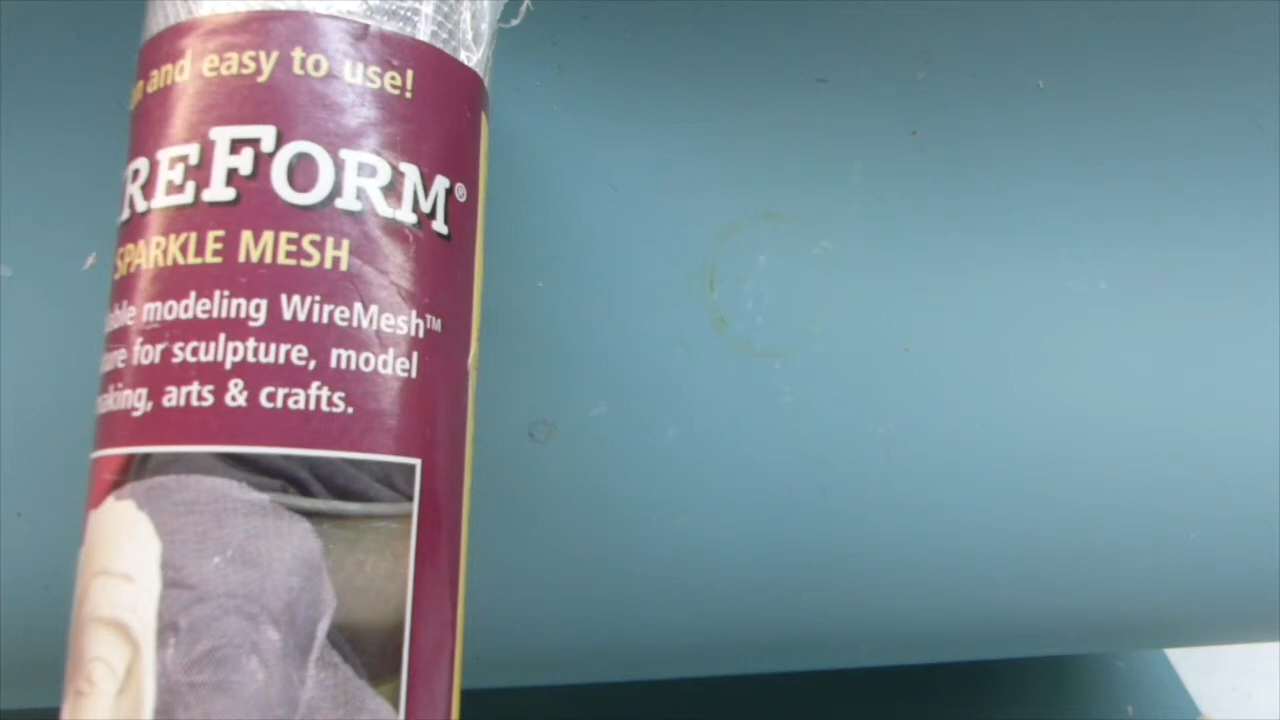 and easy to use!
REFORM®
SPARKLE MESH
modeling WireMesh™
for sculpture, model
arts & crafts.